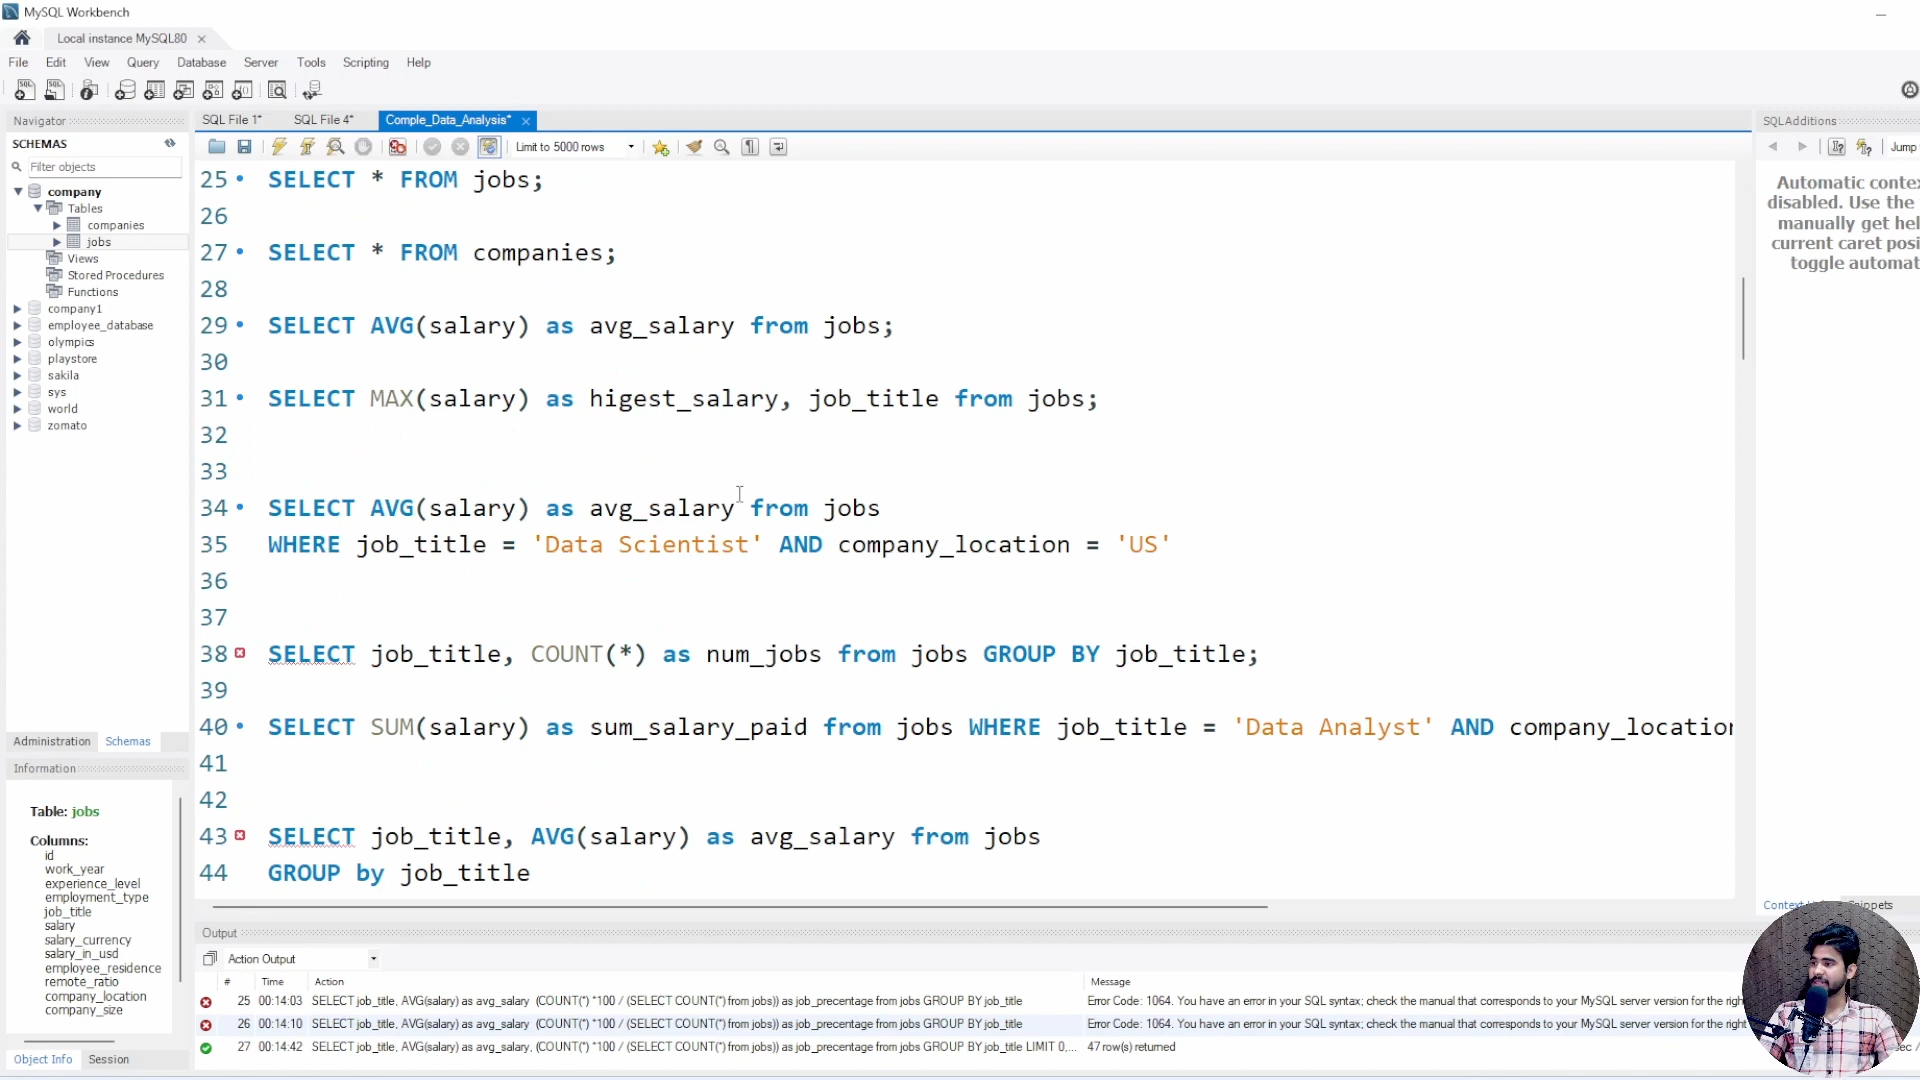 MySQL Workbench
Local instance MySQL80
File Edit View Query Database Server Tools Scripting Help
Navigator
SCHEMAS
Filter objects
company
Tables
companies
jobs
Views
Stored Procedures
Functions
company1
employee_database
olympics
playstore
sakila
sys
world
zomato
Administration Schemas
Information
Table: jobs
Columns:
id
work_year
experience_level
employment_type
job_title
salary
salary_currency
salary_in_usd
employee_residence
remote_ratio
company_location
company_size
Object Info Session
SQL File 1* SQL File 4* Comple_Data_Analysis*
Limit to 5000 rows
25 SELECT * FROM jobs;
26
27 SELECT * FROM companies;
28
29 SELECT AVG(salary) as avg_salary from jobs;
30
31 SELECT MAX(salary) as higest_salary, job_title from jobs;
32
33
34 SELECT AVG(salary) as avg_salary from jobs
35 WHERE job_title = 'Data Scientist' AND company_location = 'US'
36
37
38 SELECT job_title, COUNT(*) as num_jobs from jobs GROUP BY job_title;
39
40 SELECT SUM(salary) as sum_salary_paid from jobs WHERE job_title = 'Data Analyst' AND company_location
41
42
43 SELECT job_title, AVG(salary) as avg_salary from jobs
44 GROUP by job_title
Output
Action Output
# Time Action Message
25 00:14:03 SELECT job_title, AVG(salary) as avg_salary (COUNT(*) *100 / (SELECT COUNT(*) from jobs)) as job_precentage from jobs GROUP BY job_title Error Code: 1064. You have an error in your SQL syntax; check the manual that corresponds to your MySQL server version for the righ
26 00:14:10 SELECT job_title, AVG(salary) as avg_salary (COUNT(*) *100 / (SELECT COUNT(*) from jobs)) as job_precentage from jobs GROUP BY job_title Error Code: 1064. You have an error in your SQL syntax; check the manual that corresponds to your MySQL server version for the right
27 00:14:42 SELECT job_title, AVG(salary) as avg_salary, (COUNT(*) *100 / (SELECT COUNT(*) from jobs)) as job_precentage from jobs GROUP BY job_title LIMIT 0,... 47 row(s) returned
SQLAdditions
Jump
Automatic contex
disabled. Use the
manually get hel
current caret posi
toggle automat
Context